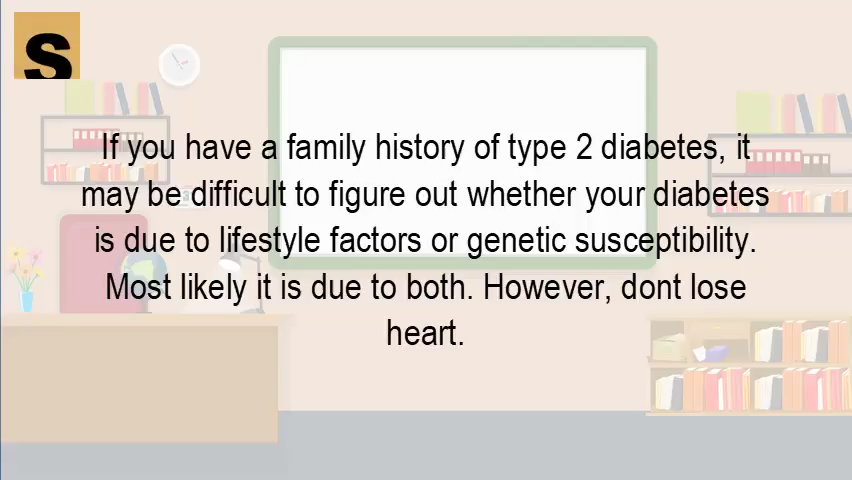 S
If you have a family history of type 2 diabetes, it
may be difficult to figure out whether your diabetes
is due to lifestyle factors or genetic susceptibility.
Most likely it is due to both. However, dont lose
heart.